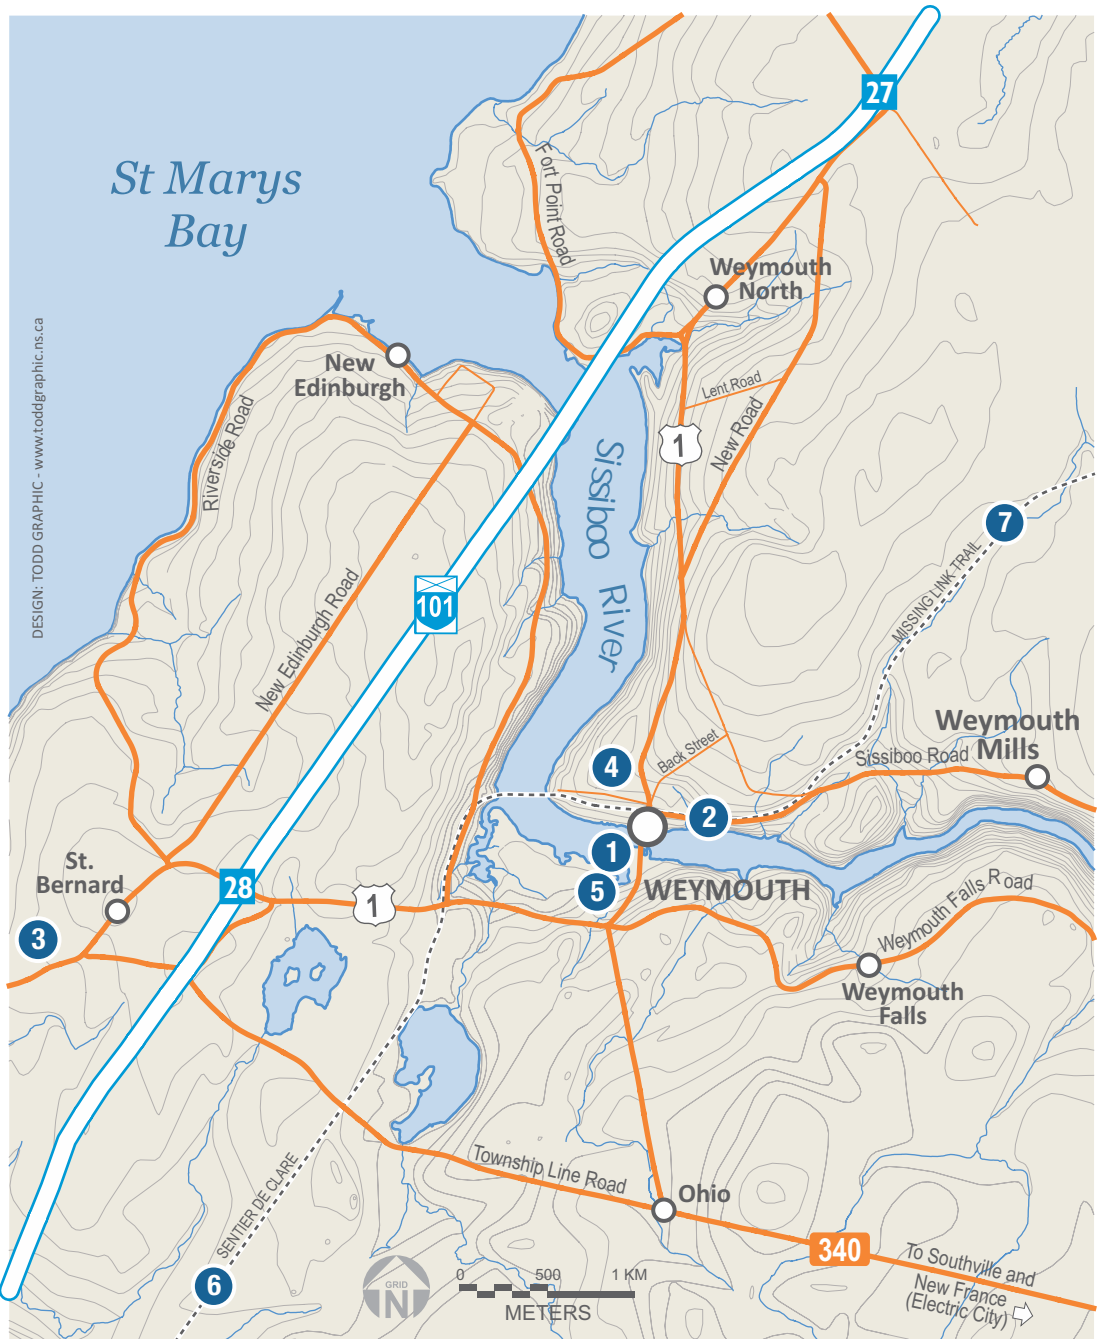 27
St Marys
Bay
Fort Point Road
Weymouth
North
DESIGN: TODD GRAPHIC - www.toddgraphic.ns.ca
New
Edinburgh
Lent Road
Riverside Road
New Road
1
Sissiboo River
7
MISSING LINK TRAIL
101
New Edinburgh Road
Weymouth
Mills
Back Street
Sissiboo Road
4
2
1
St.
Bernard
28
5
WEYMOUTH
1
Weymouth Falls Road
3
Weymouth
Falls
Township Line Road
SENTIER DE CLARE
Ohio
340
To Southville and
New France
(Electric City)
6
GRID
N
0 500 1 KM
METERS